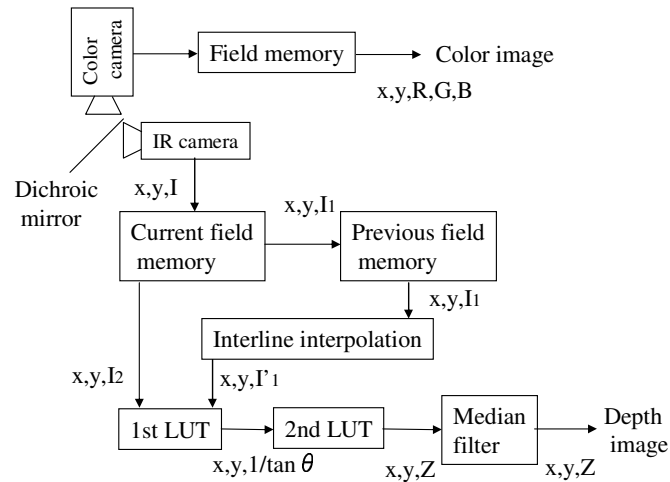 Color
camera
Field memory
Color image
x,y,R,G,B
IR camera
Dichroic
mirror
x,y,I
x,y,I1
Current field
memory
Previous field
memory
x,y,I1
Interline interpolation
x,y,I2
x,y,I’1
1st LUT
2nd LUT
Median
filter
Depth
image
x,y,1/tan θ
x,y,Z
x,y,Z